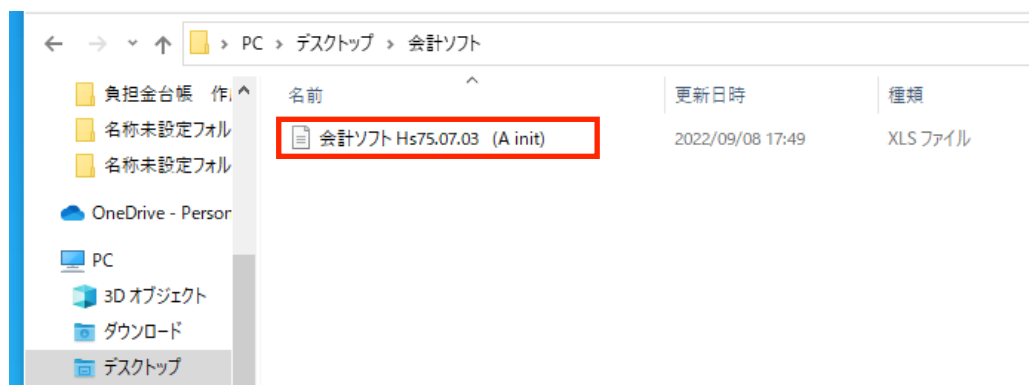 PC > デスクトップ > 会計ソフト
負担金台帳 作
名称未設定フォル
名称未設定フォル
OneDrive - Person
PC
3D オブジェクト
ダウンロード
デスクトップ
名前 更新日時 種類
会計ソフト Hs75.07.03 (A init) 2022/09/08 17:49 XLS ファイル